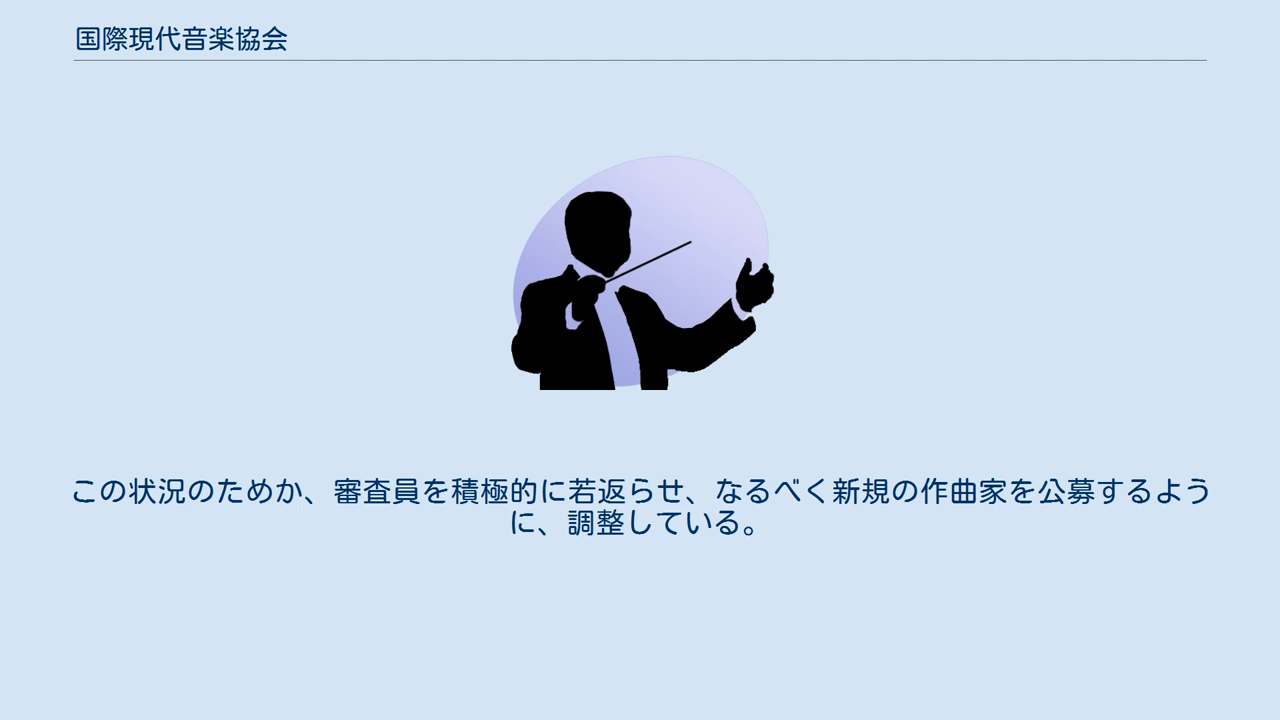 国際現代音楽協会
この状況のためか、審査員を積極的に若返らせ、なるべく新規の作曲家を公募するよう
に、調整している。